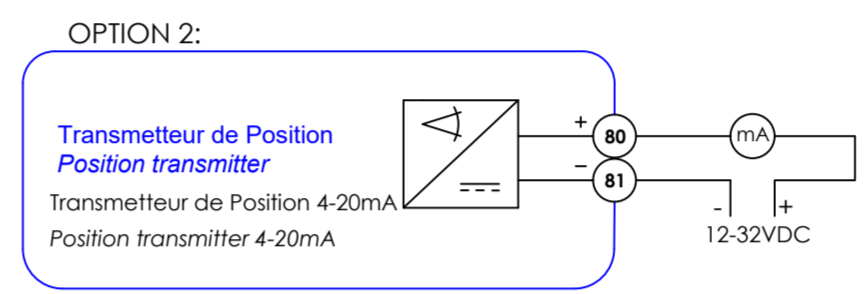 OPTION 2:
Transmetteur de Position
Position transmitter
Transmetteur de Position 4-20mA
Position transmitter 4-20mA
+
80
mA
-
81
- +
12-32VDC